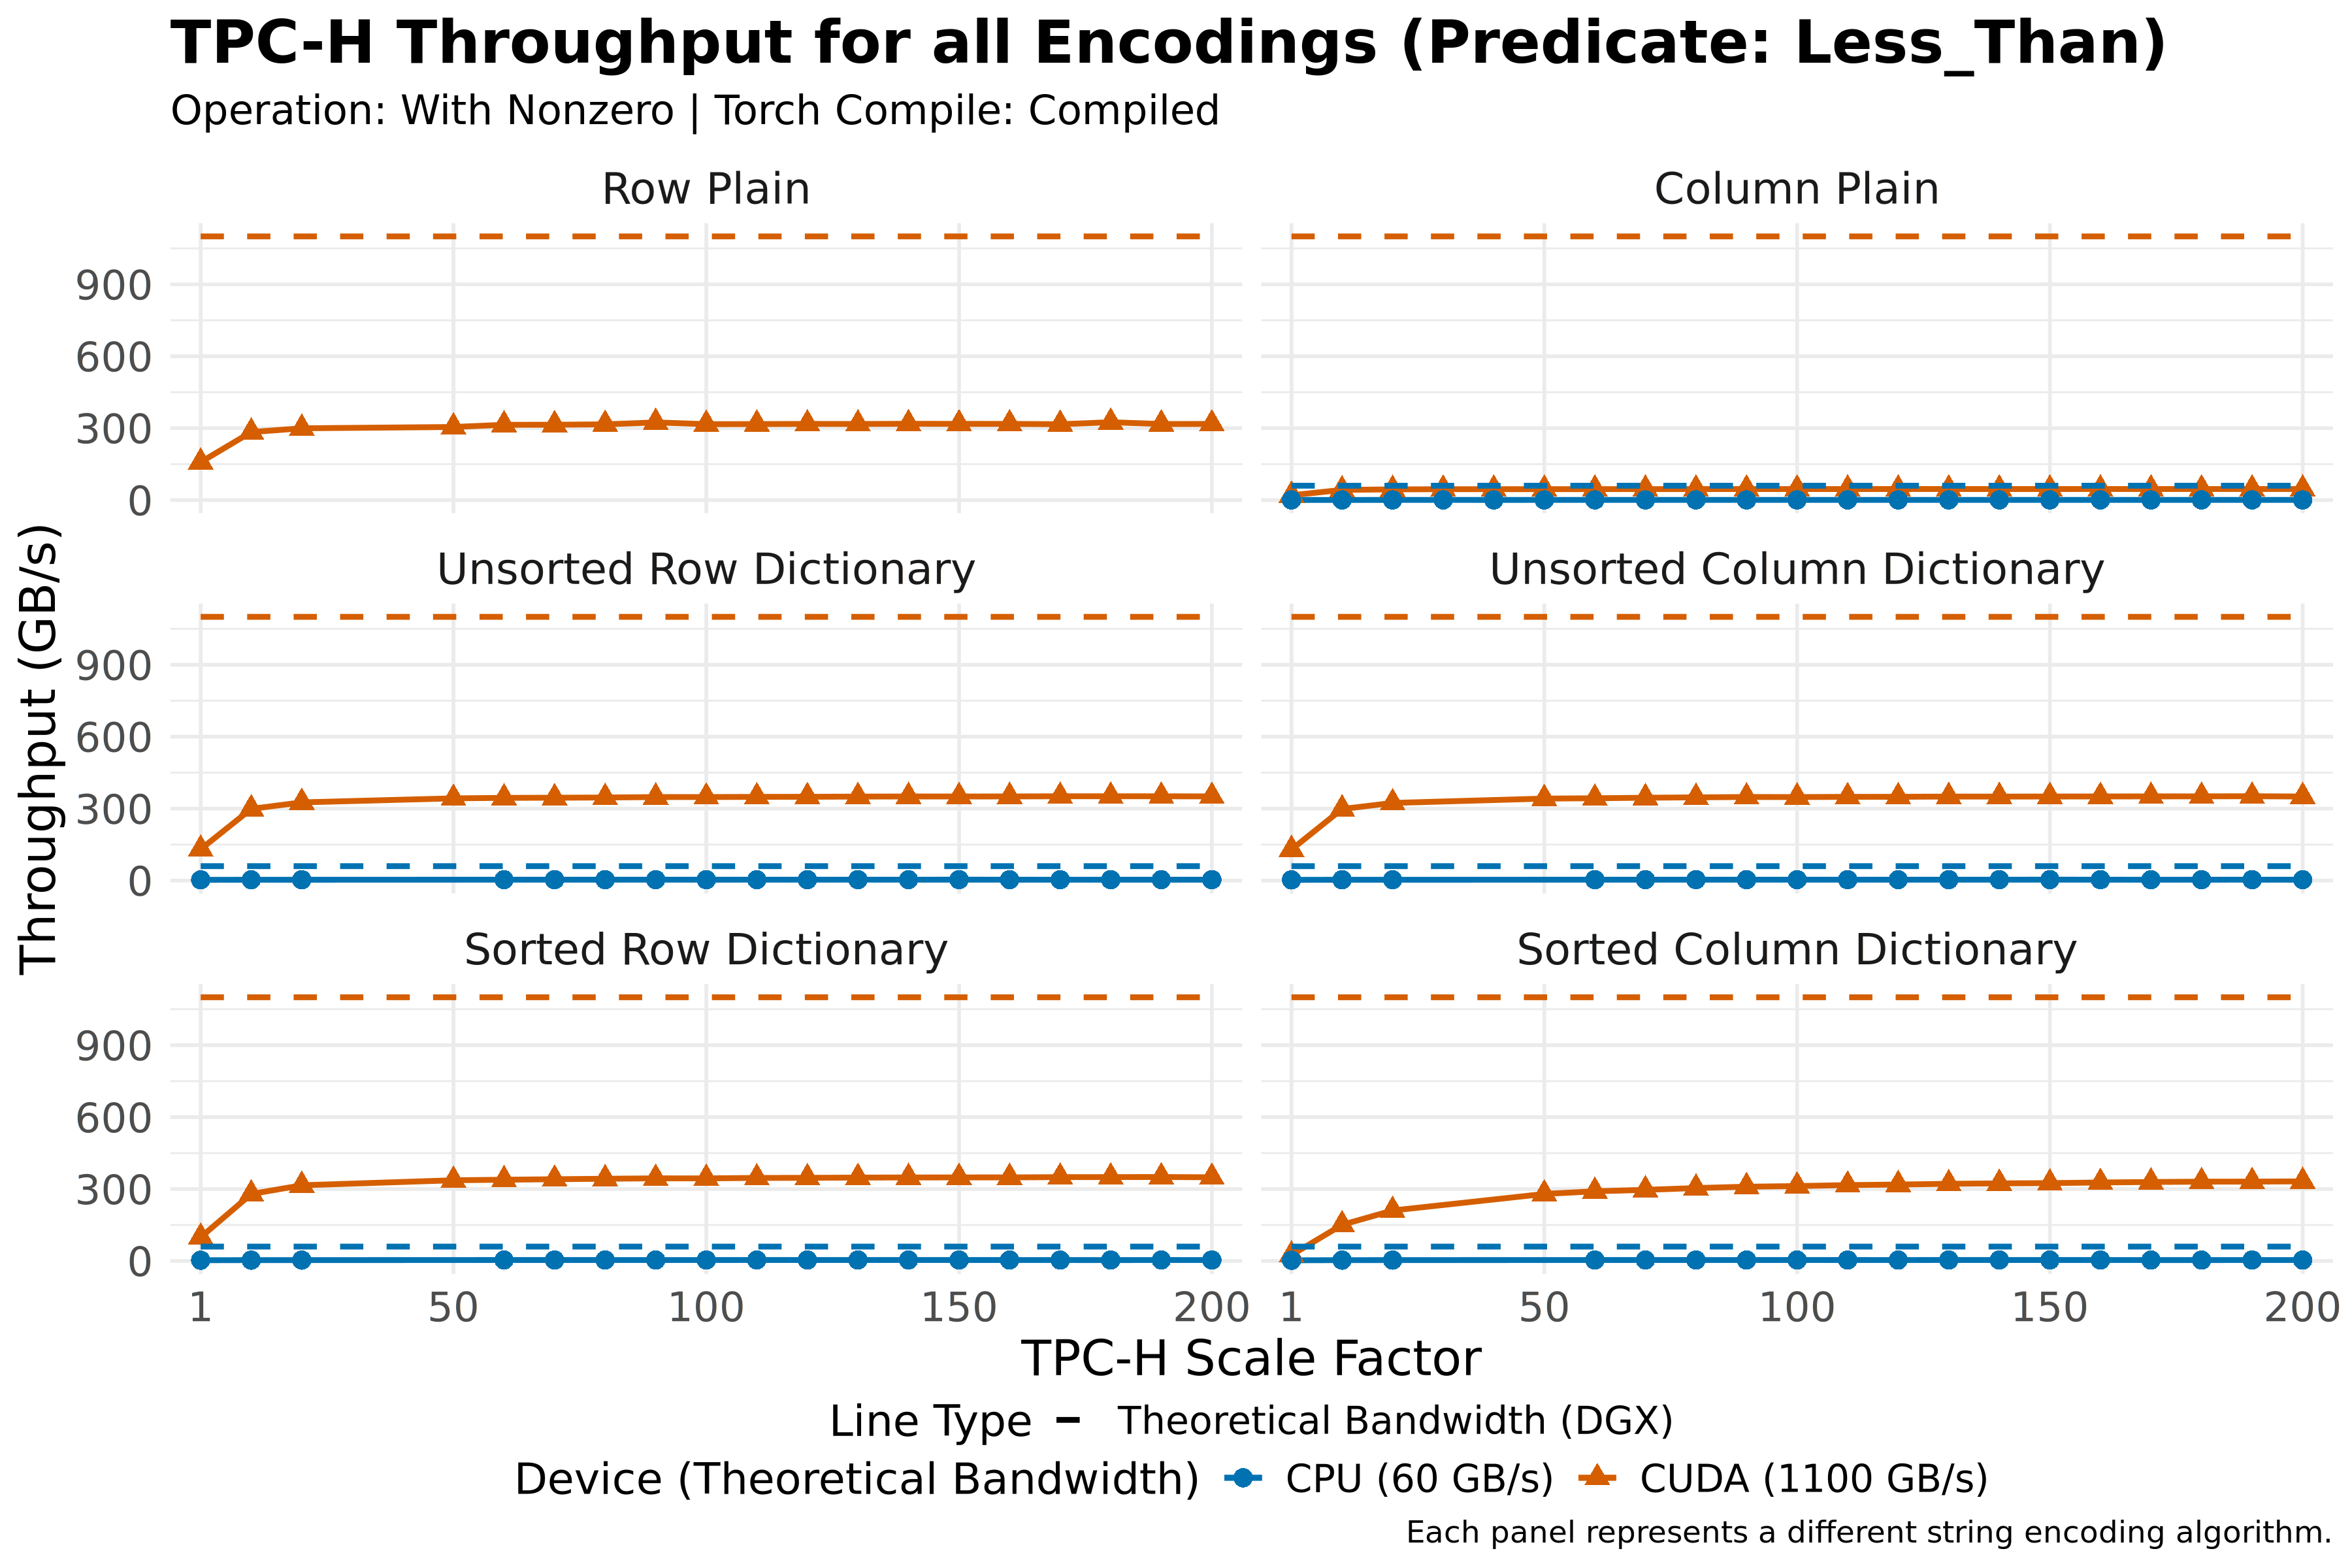 TPC-H Throughput for all Encodings (Predicate: Less_Than)
Operation: With Nonzero | Torch Compile: Compiled
Row Plain
Column Plain
900
600
300
0
Unsorted Row Dictionary
Unsorted Column Dictionary
900
600
300
0
Sorted Row Dictionary
Sorted Column Dictionary
900
600
300
0
Throughput (GB/s)
1 50 100 150 200
1 50 100 150 200
TPC-H Scale Factor
Line Type Theoretical Bandwidth (DGX)
Device (Theoretical Bandwidth) CPU (60 GB/s) CUDA (1100 GB/s)
Each panel represents a different string encoding algorithm.